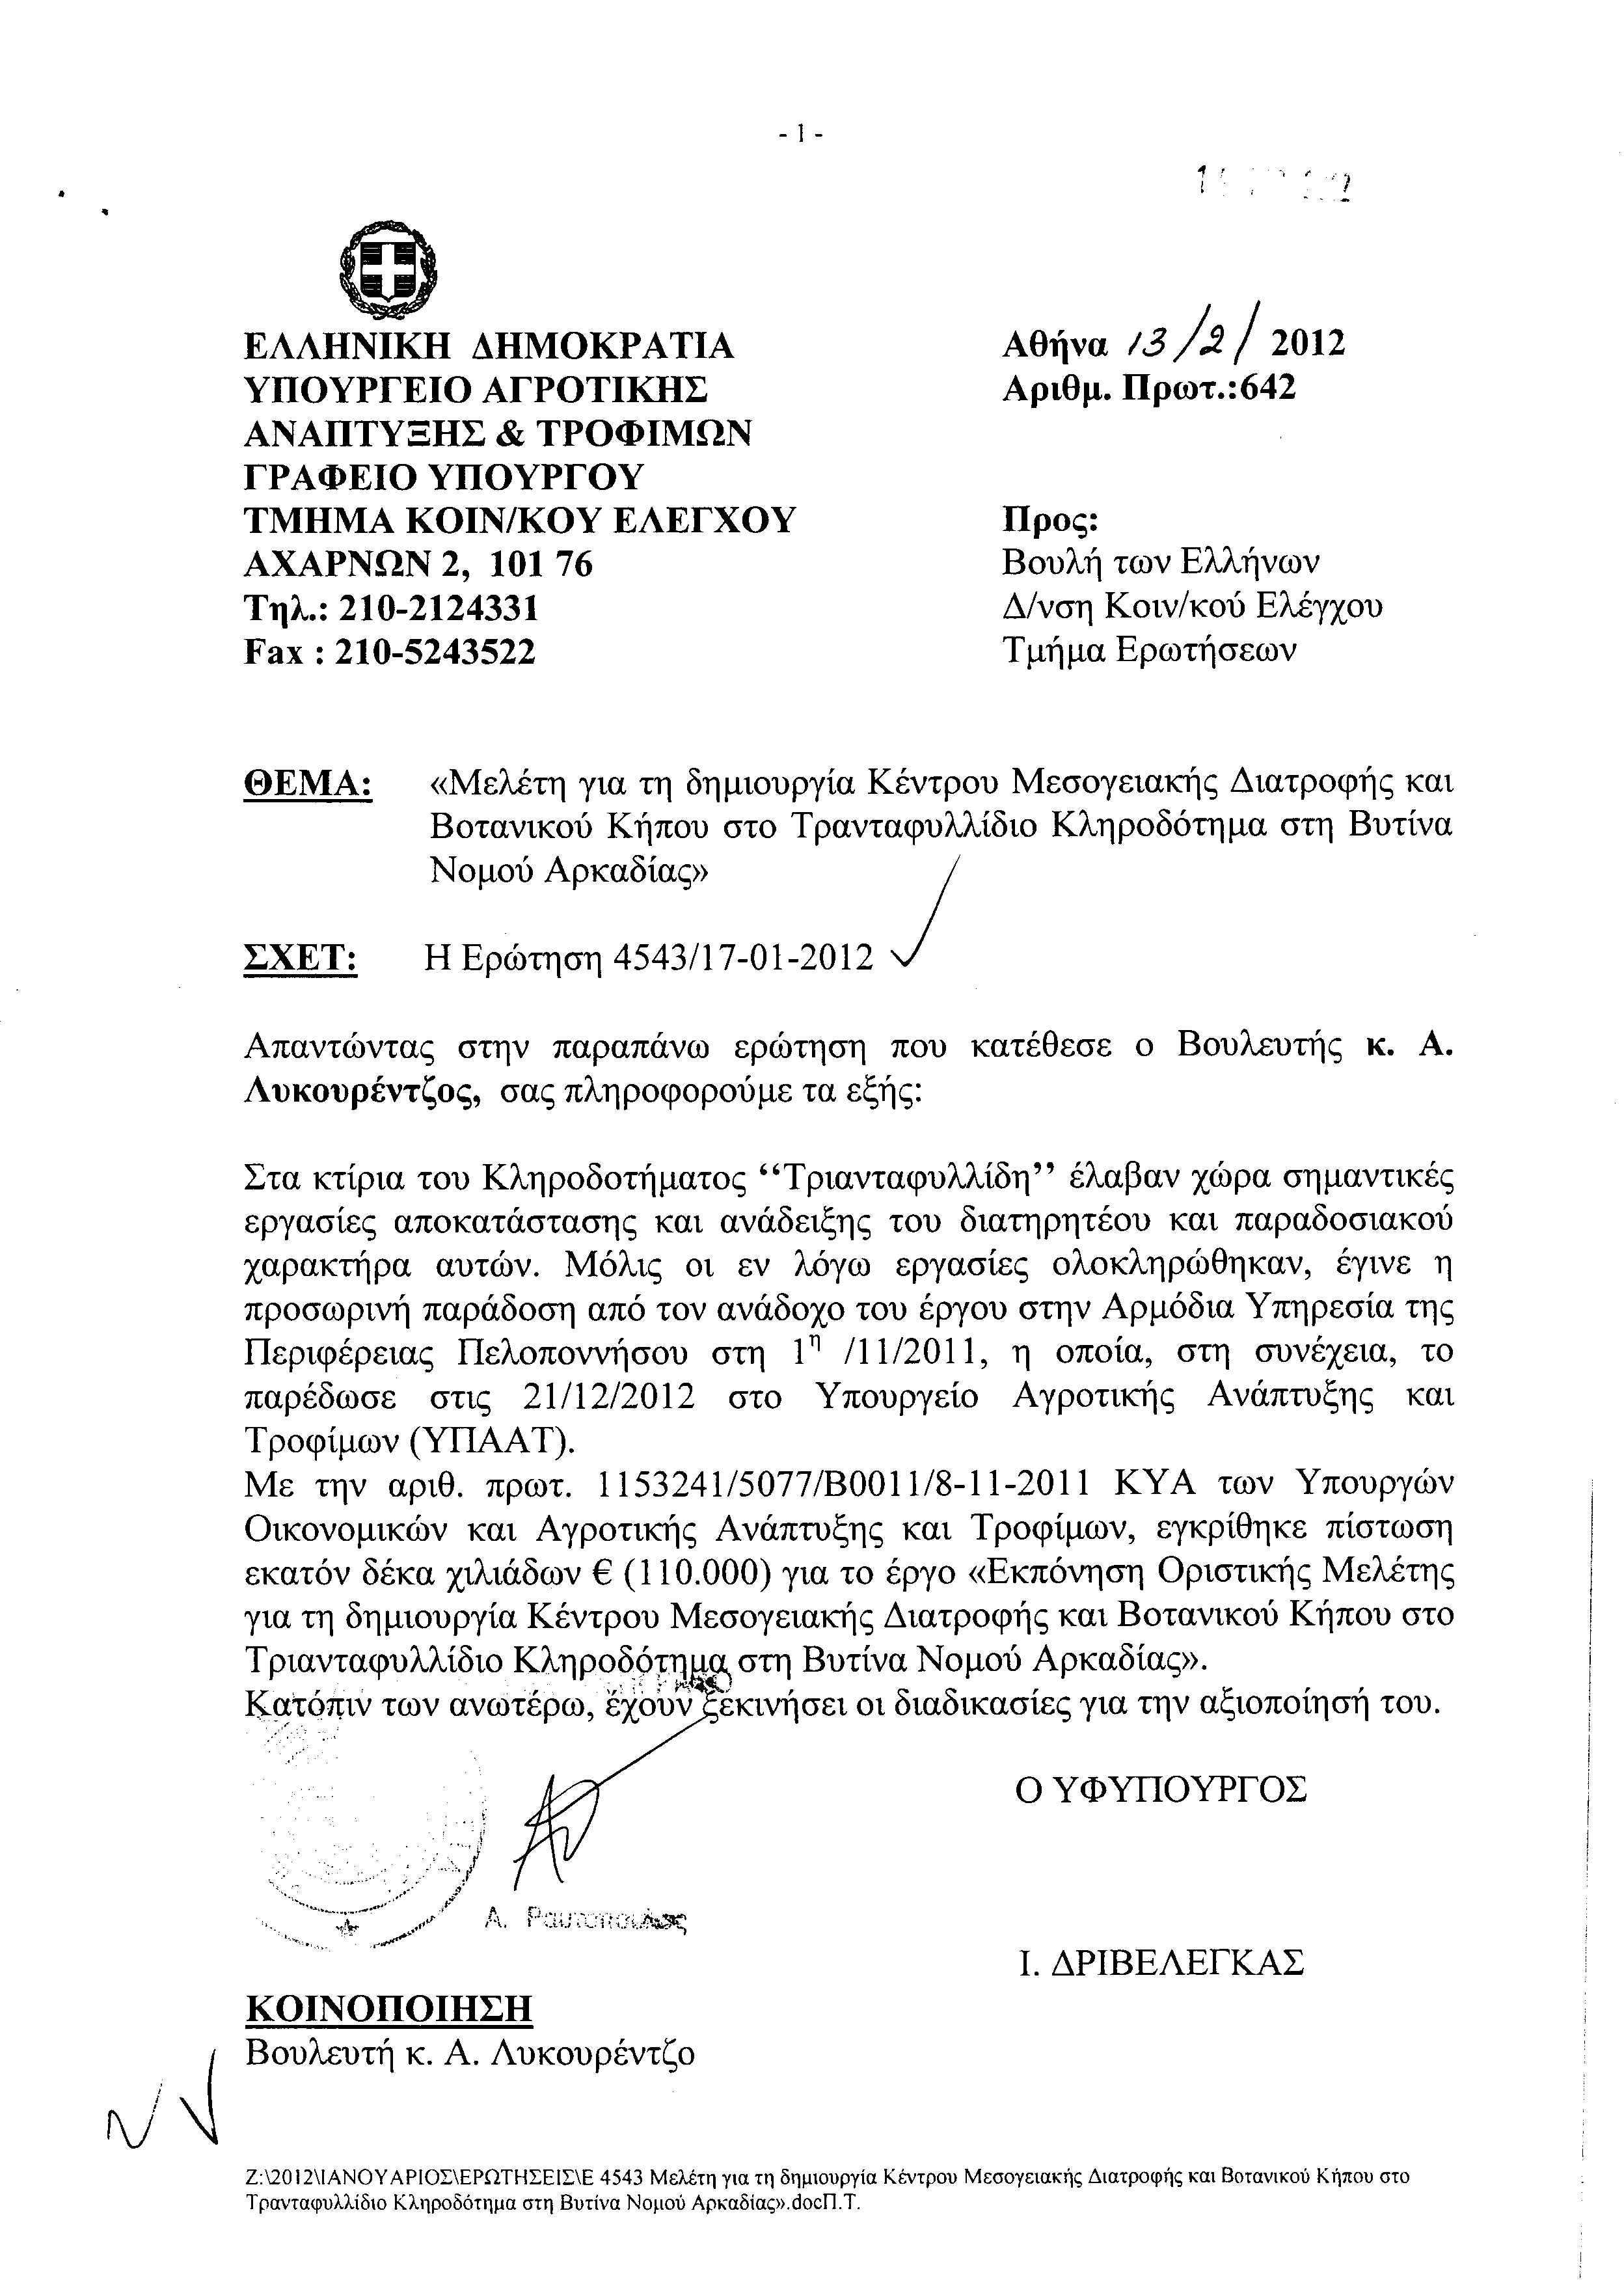 - 1 -
ΕΛΛΗΝΙΚΗ ΔΗΜΟΚΡΑΤΙΑ
ΥΠΟΥΡΓΕΙΟ ΑΓΡΟΤΙΚΗΣ
ΑΝΑΠΤΥΞΗΣ & ΤΡΟΦΙΜΩΝ
ΓΡΑΦΕΙΟ ΥΠΟΥΡΓΟΥ
ΤΜΗΜΑ ΚΟΙΝ/ΚΟΥ ΕΛΕΓΧΟΥ
ΑΧΑΡΝΩΝ 2, 101 76
Τηλ.: 210-2124331
Fax : 210-5243522
Αθήνα 13/2/ 2012
Αριθμ. Πρωτ.:642
Προς:
Βουλή των Ελλήνων
Δ/νση Κοιν/κού Ελέγχου
Τμήμα Ερωτήσεων
ΘΕΜΑ: «Μελέτη για τη δημιουργία Κέντρου Μεσογειακής Διατροφής και
Βοτανικού Κήπου στο Τρανταφυλλίδιο Κληροδότημα στη Βυτίνα
Νομού Αρκαδίας»
ΣΧΕΤ: Η Ερώτηση 4543/17-01-2012
Απαντώντας στην παραπάνω ερώτηση που κατέθεσε ο Βουλευτής κ. Α.
Λυκουρέντζος, σας πληροφορούμε τα εξής:
Στα κτίρια του Κληροδοτήματος “Τριανταφυλλίδη” έλαβαν χώρα σημαντικές
εργασίες αποκατάστασης και ανάδειξης του διατηρητέου και παραδοσιακού
χαρακτήρα αυτών. Μόλις οι εν λόγω εργασίες ολοκληρώθηκαν, έγινε η
προσωρινή παράδοση από τον ανάδοχο του έργου στην Αρμόδια Υπηρεσία της
Περιφέρειας Πελοποννήσου στη 1η /11/2011, η οποία, στη συνέχεια, το
παρέδωσε στις 21/12/2012 στο Υπουργείο Αγροτικής Ανάπτυξης και
Τροφίμων (ΥΠΑΑΤ).
Με την αριθ. πρωτ. 1153241/5077/Β0011/8-11-2011 ΚΥΑ των Υπουργών
Οικονομικών και Αγροτικής Ανάπτυξης και Τροφίμων, εγκρίθηκε πίστωση
εκατόν δέκα χιλιάδων € (110.000) για το έργο «Εκπόνηση Οριστικής Μελέτης
για τη δημιουργία Κέντρου Μεσογειακής Διατροφής και Βοτανικού Κήπου στο
Τριανταφυλλίδιο Κληροδότημα στη Βυτίνα Νομού Αρκαδίας».
Κατόπιν των ανωτέρω, έχουν ξεκινήσει οι διαδικασίες για την αξιοποίησή του.
Ο ΥΦΥΠΟΥΡΓΟΣ
Ι. ΔΡΙΒΕΛΕΓΚΑΣ
ΚΟΙΝΟΠΟΙΗΣΗ
Βουλευτή κ. Α. Λυκουρέντζο
Z:\2012\ΙΑΝΟΥΑΡΙΟΣ\ΕΡΩΤΗΣΕΙΣ\Ε 4543 Μελέτη για τη δημιουργία Κέντρου Μεσογειακής Διατροφής και Βοτανικού Κήπου στο
Τρανταφυλλίδιο Κληροδότημα στη Βυτίνα Νομού Αρκαδίας».docΠ.Τ.